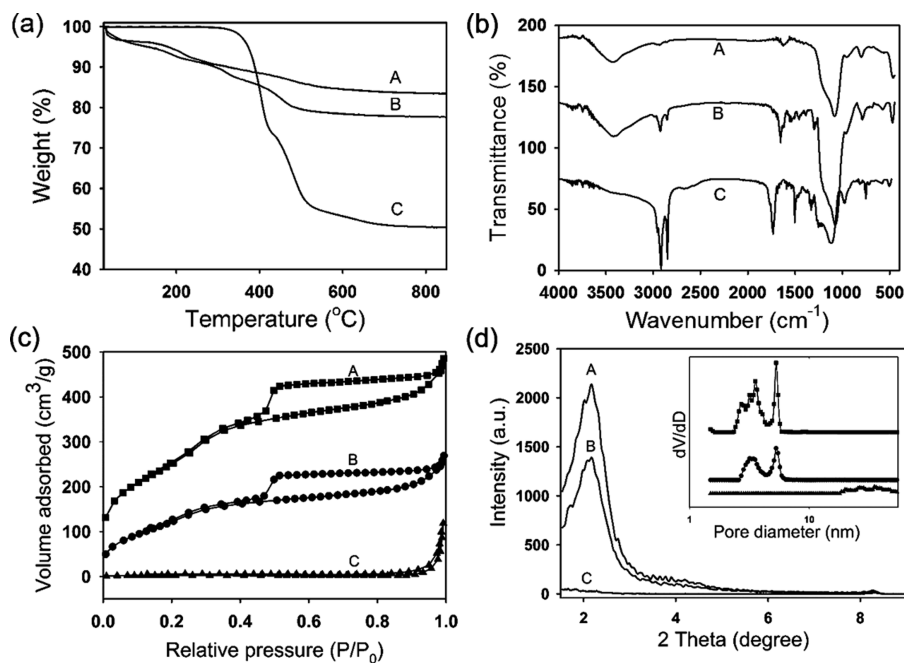 (a)
100
90
80
70
60
50
40
Weight (%)
A
B
C
200 400 600 800
Temperature (°C)
(b)
200
150
100
50
0
Transmittance (%)
A
B
C
4000 3500 3000 2500 2000 1500 1000 500
Wavenumber (cm⁻¹)
(c)
500
400
300
200
100
0
Volume adsorbed (cm³/g)
A
B
C
0.0 0.2 0.4 0.6 0.8 1.0
Relative pressure (P/P₀)
(d)
2500
2000
1500
1000
500
0
Intensity (a.u.)
A
B
C
2 4 6 8
2 Theta (degree)
dV/dD
1 10
Pore diameter (nm)